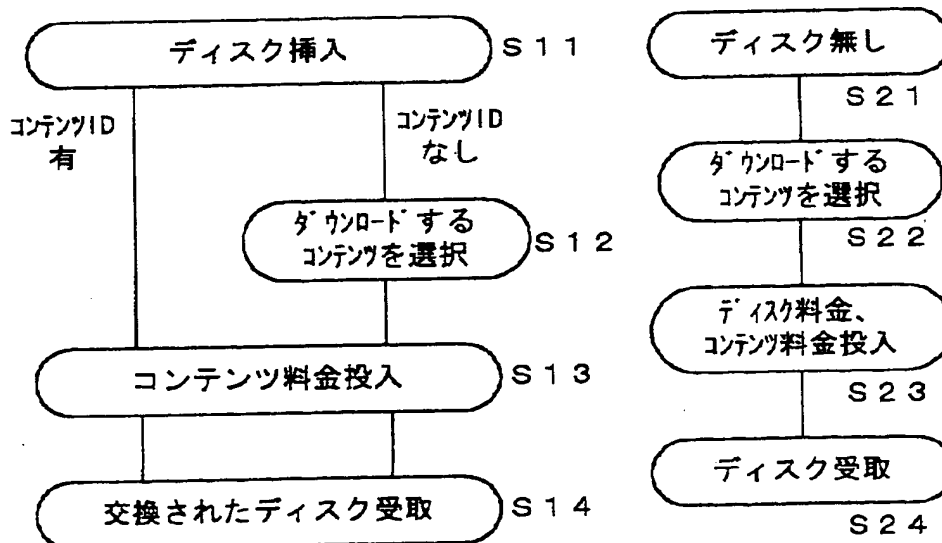 ディスク挿入 S11
コンテンツID
有
コンテンツID
なし
ダウンロードする
コンテンツを選択
S12
コンテンツ料金投入 S13
交換されたディスク受取 S14
ディスク無し
S21
ダウンロードする
コンテンツを選択
S22
ディスク料金、
コンテンツ料金投入
S23
ディスク受取
S24